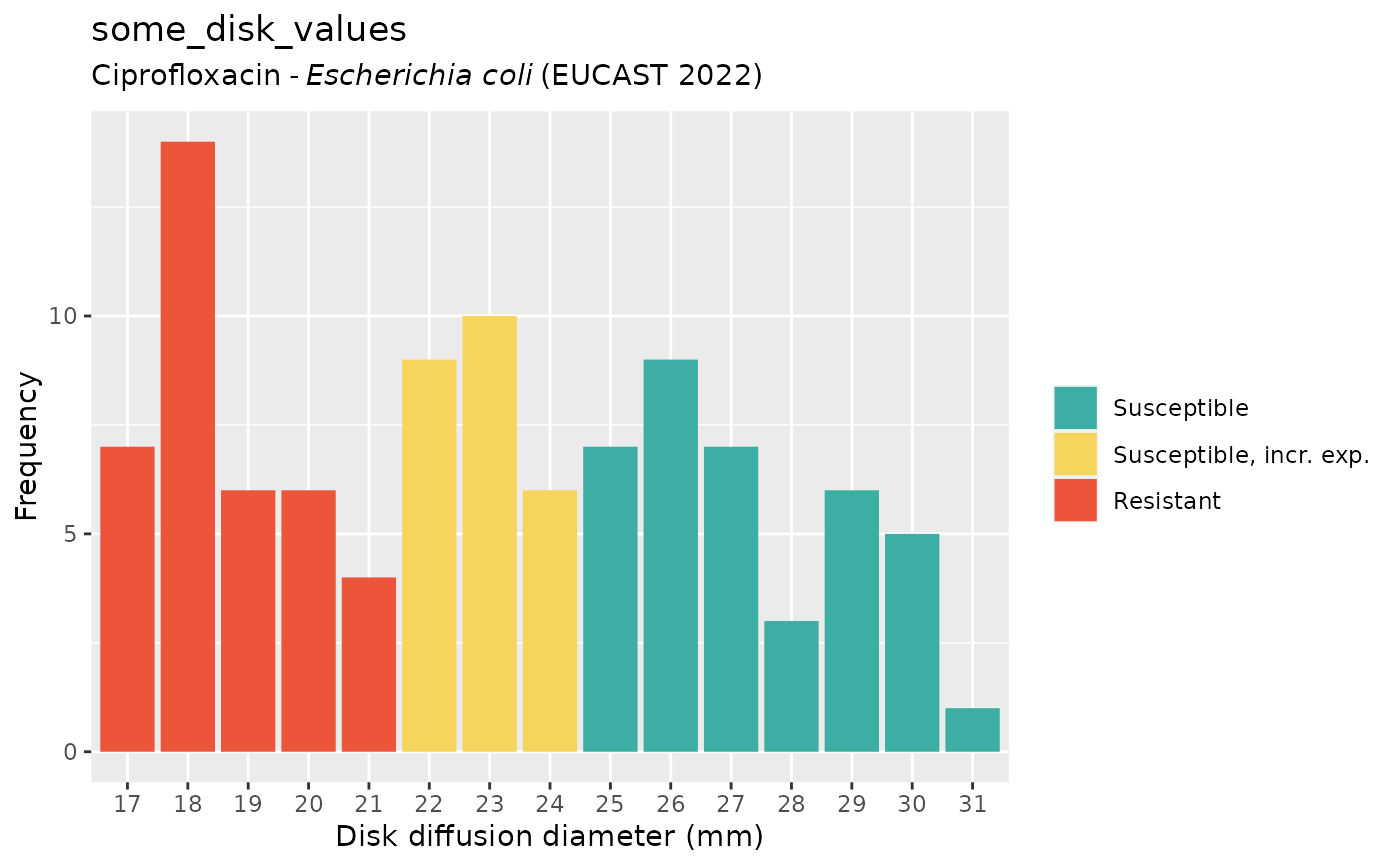 some_disk_values
Ciprofloxacin - Escherichia coli (EUCAST 2022)
Frequency
10
5
0
17 18 19 20 21 22 23 24 25 26 27 28 29 30 31
Disk diffusion diameter (mm)
Susceptible
Susceptible, incr. exp.
Resistant